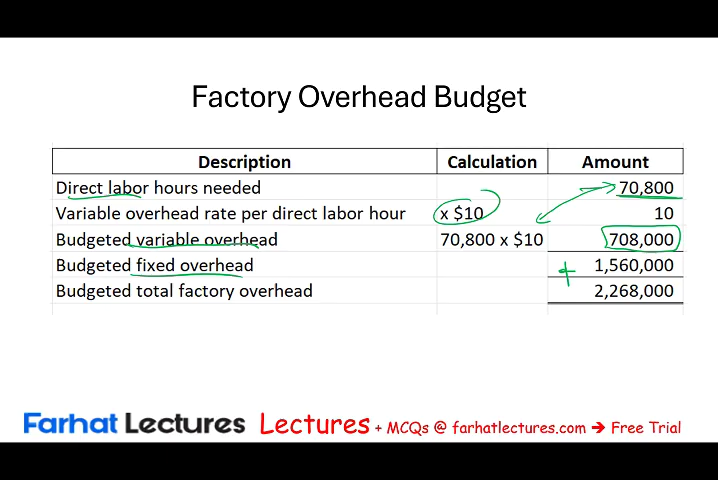 Factory Overhead Budget
Description Calculation Amount
Direct labor hours needed 70,800
Variable overhead rate per direct labor hour x $10 10
Budgeted variable overhead 70,800 x $10 708,000
Budgeted fixed overhead + 1,560,000
Budgeted total factory overhead 2,268,000
Farhat Lectures Lectures + MCQs @ farhatlectures.com ➔ Free Trial